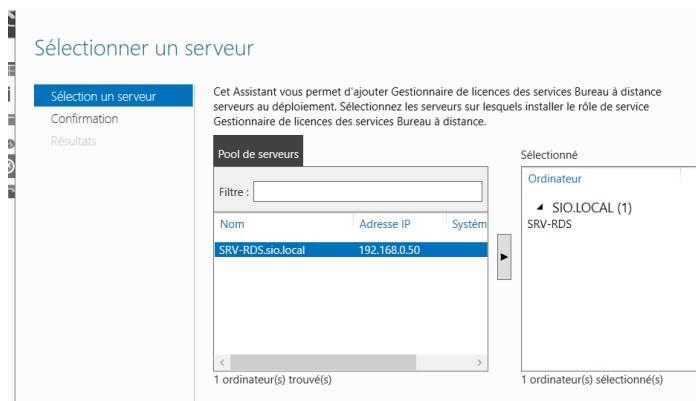 Sélectionner un serveur
Sélection un serveur
Confirmation
Résultats
Cet Assistant vous permet d'ajouter Gestionnaire de licences des services Bureau à distance
serveurs au déploiement. Sélectionnez les serveurs sur lesquels installer le rôle de service
Gestionnaire de licences des services Bureau à distance.
Pool de serveurs
Filtre :
Nom Adresse IP Systèm
SRV-RDS.sio.local 192.168.0.50
1 ordinateur(s) trouvé(s)
Sélectionné
Ordinateur
SIO.LOCAL (1)
SRV-RDS
1 ordinateur(s) sélectionné(s)